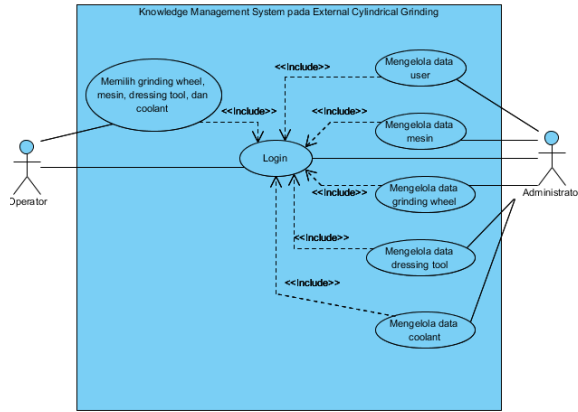 Knowledge Management System pada External Cylindrical Grinding
Memilih grinding wheel,
mesin, dressing tool, dan
coolant
<<Include>>
<<Include>>
Mengelola data
user
<<Include>>
Mengelola data
mesin
Login
<<Include>>
Mengelola data
grinding wheel
Operator
Administrato
<<Include>>
Mengelola data
dressing tool
<<Include>>
Mengelola data
coolant